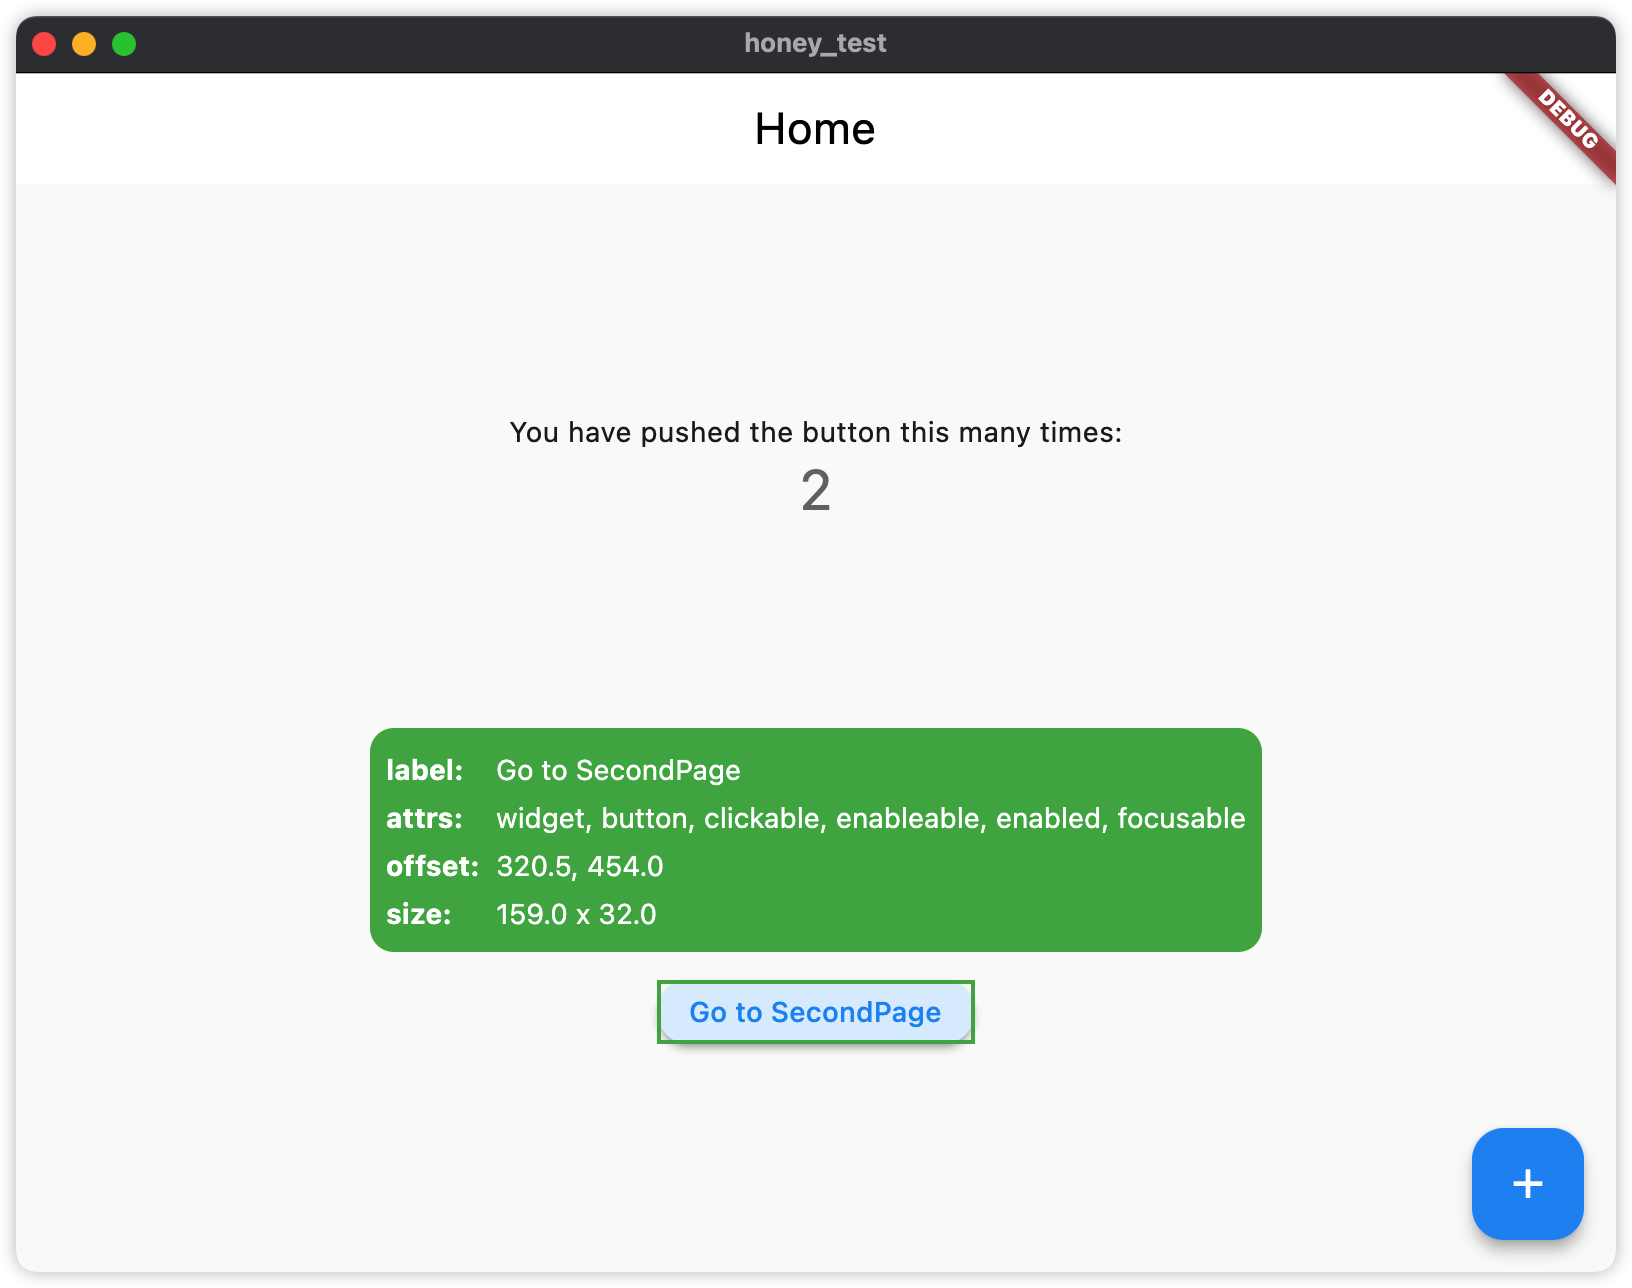 honey_test
Home
DEBUG
You have pushed the button this many times:
2
label: Go to SecondPage
attrs: widget, button, clickable, enableable, enabled, focusable
offset: 320.5, 454.0
size: 159.0 x 32.0
Go to SecondPage
+